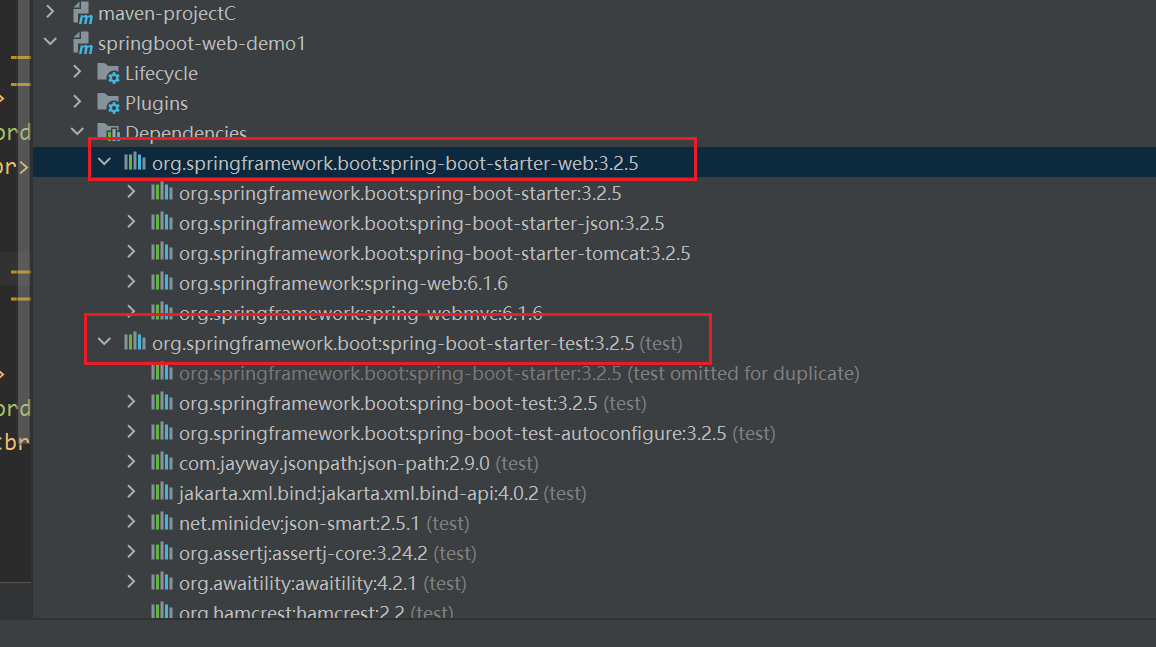 maven-projectC
springboot-web-demo1
Lifecycle
Plugins
Dependencies
org.springframework.boot:spring-boot-starter-web:3.2.5
org.springframework.boot:spring-boot-starter:3.2.5
org.springframework.boot:spring-boot-starter-json:3.2.5
org.springframework.boot:spring-boot-starter-tomcat:3.2.5
org.springframework:spring-web:6.1.6
org.springframework:spring-webmvc:6.1.6
org.springframework.boot:spring-boot-starter-test:3.2.5 (test)
org.springframework.boot:spring-boot-starter:3.2.5 (test omitted for duplicate)
org.springframework.boot:spring-boot-test:3.2.5 (test)
org.springframework.boot:spring-boot-test-autoconfigure:3.2.5 (test)
com.jayway.jsonpath:json-path:2.9.0 (test)
jakarta.xml.bind:jakarta.xml.bind-api:4.0.2 (test)
net.minidev:json-smart:2.5.1 (test)
org.assertj:assertj-core:3.24.2 (test)
org.awaitility:awaitility:4.2.1 (test)
org.hamcrest:hamcrest:2.2 (test)